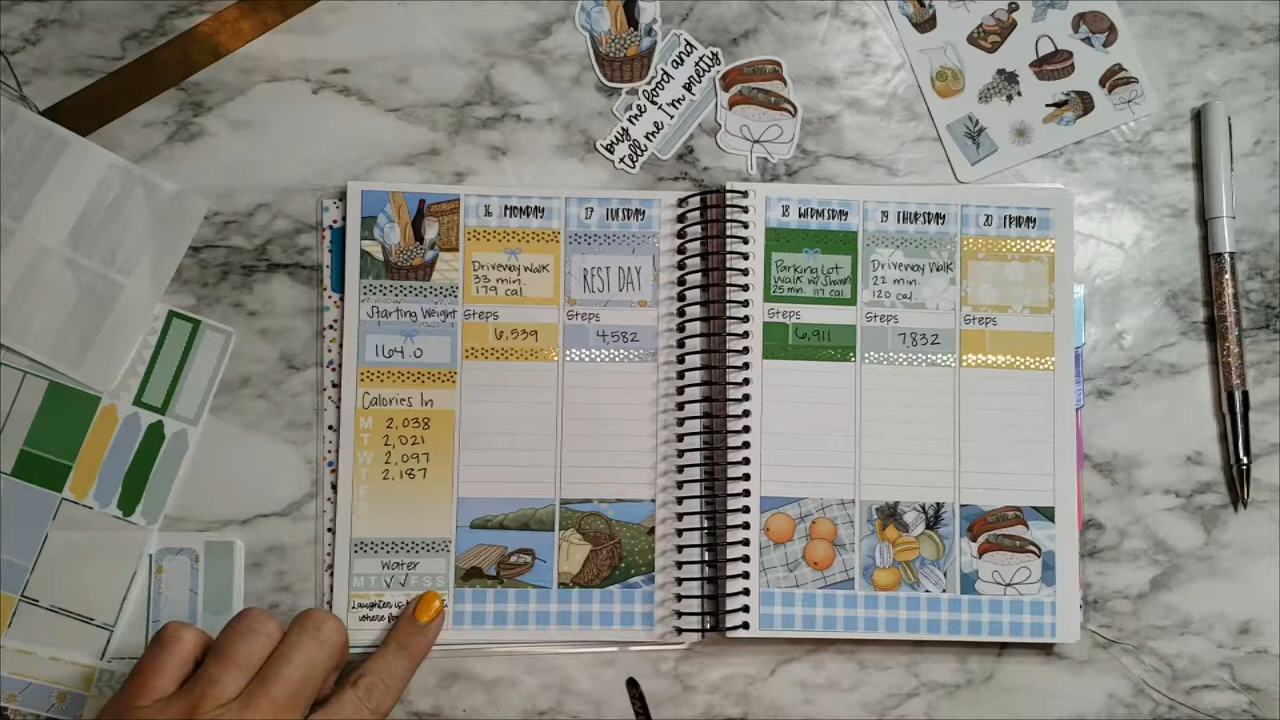 buy me food and
tell me I'm pretty
16 MONDAY
17 TUESDAY
18 WEDNESDAY
19 THURSDAY
20 FRIDAY
Driveway Walk
33 min.
179 cal.
REST DAY
Parking Lot
Walk w/
25 min. 117 cal.
Driveway Walk
22 min.
120 cal.
Starting Weight
164.0
Steps
6,539
Steps
4,582
Steps
6,911
Steps
7,832
Steps
Calories In
M 2,038
T 2,021
W 2,097
T 2,187
F
Water
M T W T F S S
Laughter is
where